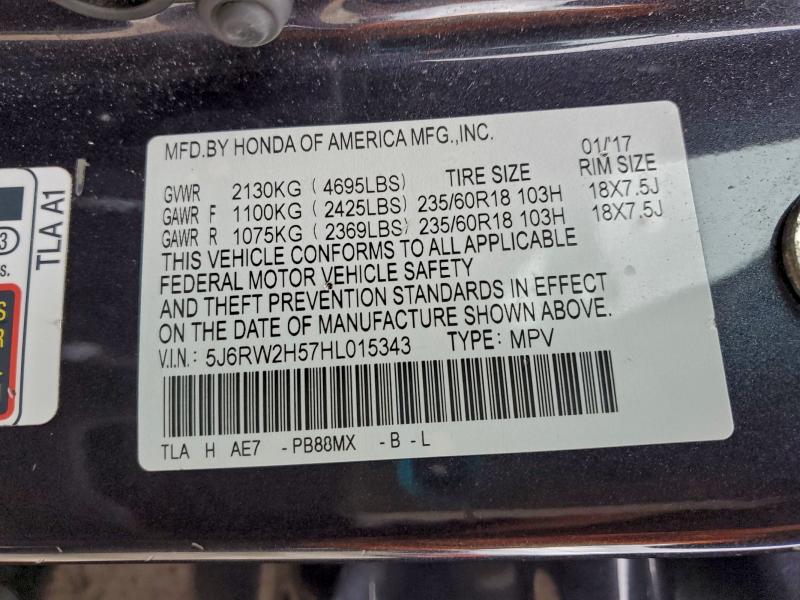 MFD.BY HONDA OF AMERICA MFG.,INC. 01/'17
TIRE SIZE RIM SIZE
GVWR 2130KG (4695LBS)
GAWR F 1100KG (2425LBS) 235/60R18 103H 18X7.5J
GAWR R 1075KG (2369LBS) 235/60R18 103H 18X7.5J
THIS VEHICLE CONFORMS TO ALL APPLICABLE
FEDERAL MOTOR VEHICLE SAFETY
AND THEFT PREVENTION STANDARDS IN EFFECT
ON THE DATE OF MANUFACTURE SHOWN ABOVE.
V.I.N: 5J6RW2H57HL015343 TYPE: MPV
TLA H AE7 -PB88MX -B -L
TLA A1
3
s.
S
R